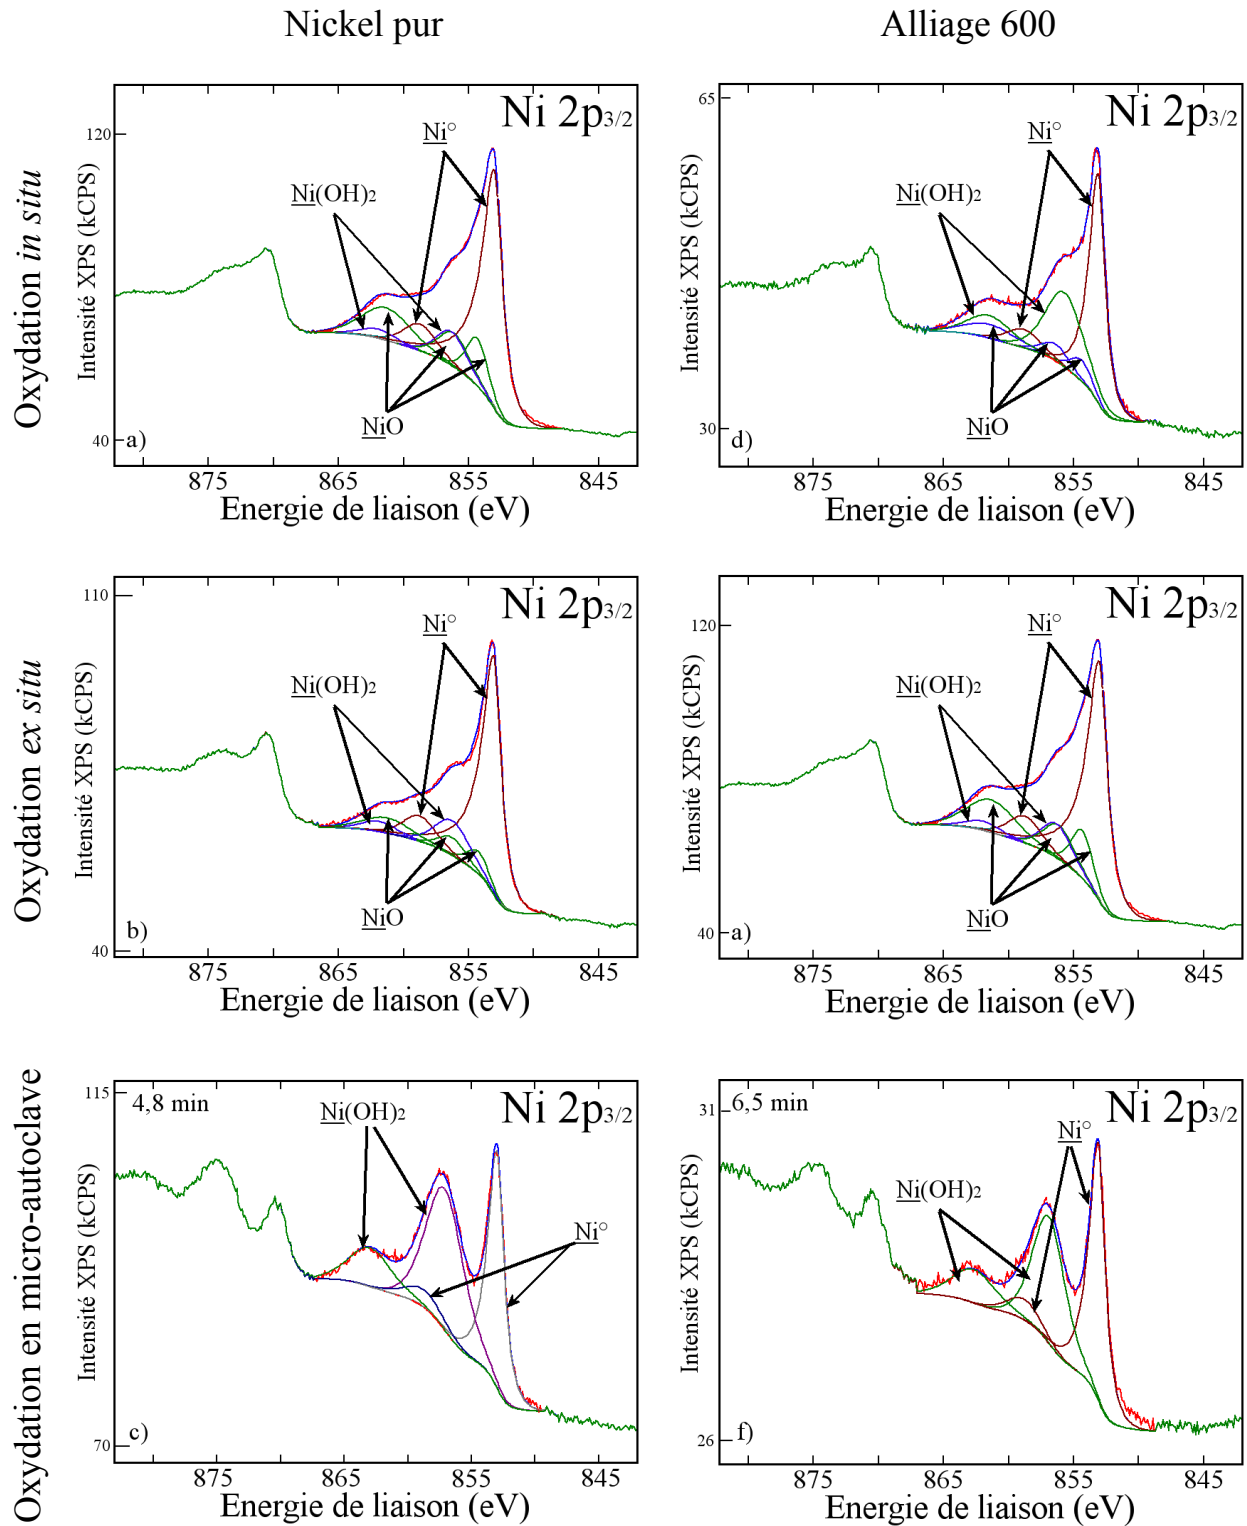 Nickel pur
Alliage 600
Oxydation in situ
Intensité XPS (kCPS)
120
40
Ni 2p3/2
Ni°
Ni(OH)2
NiO
a)
875 865 855 845
Energie de liaison (eV)
Intensité XPS (kCPS)
65
30
Ni 2p3/2
Ni°
Ni(OH)2
NiO
d)
875 865 855 845
Energie de liaison (eV)
Oxydation ex situ
Intensité XPS (kCPS)
110
40
Ni 2p3/2
Ni°
Ni(OH)2
NiO
b)
875 865 855 845
Energie de liaison (eV)
Intensité XPS (kCPS)
120
40
Ni 2p3/2
Ni°
Ni(OH)2
NiO
a)
875 865 855 845
Energie de liaison (eV)
Oxydation en micro-autoclave
Intensité XPS (kCPS)
115
70
4,8 min
Ni 2p3/2
Ni(OH)2
Ni°
c)
875 865 855 845
Energie de liaison (eV)
Intensité XPS (kCPS)
31
26
6,5 min
Ni 2p3/2
Ni°
Ni(OH)2
f)
875 865 855 845
Energie de liaison (eV)